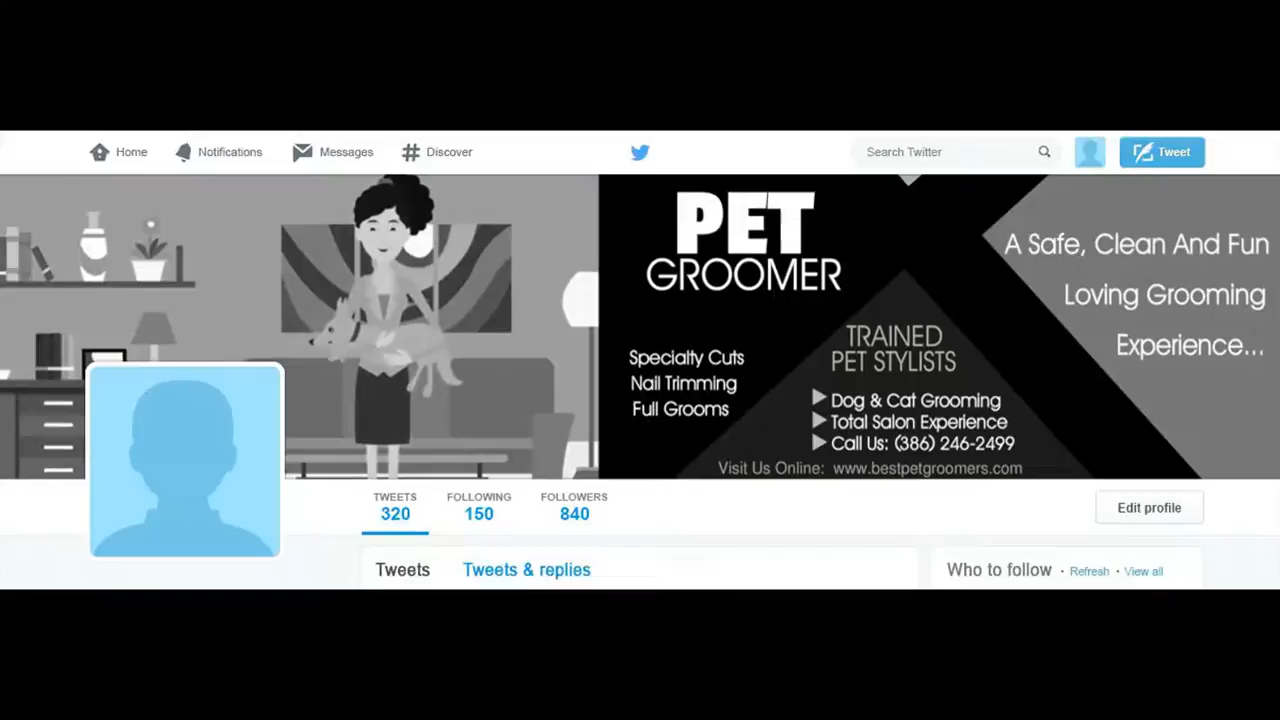 Home
Notifications
Messages
Discover
Search Twitter
Tweet
PET
GROOMER
Specialty Cuts
Nail Trimming
Full Grooms
TRAINED
PET STYLISTS
Dog & Cat Grooming
Total Salon Experience
Call Us: (386) 246-2499
Visit Us Online: www.bestpetgroomers.com
A Safe, Clean And Fun
Loving Grooming
Experience...
TWEETS
320
FOLLOWING
150
FOLLOWERS
840
Edit profile
Tweets
Tweets & replies
Who to follow · Refresh · View all